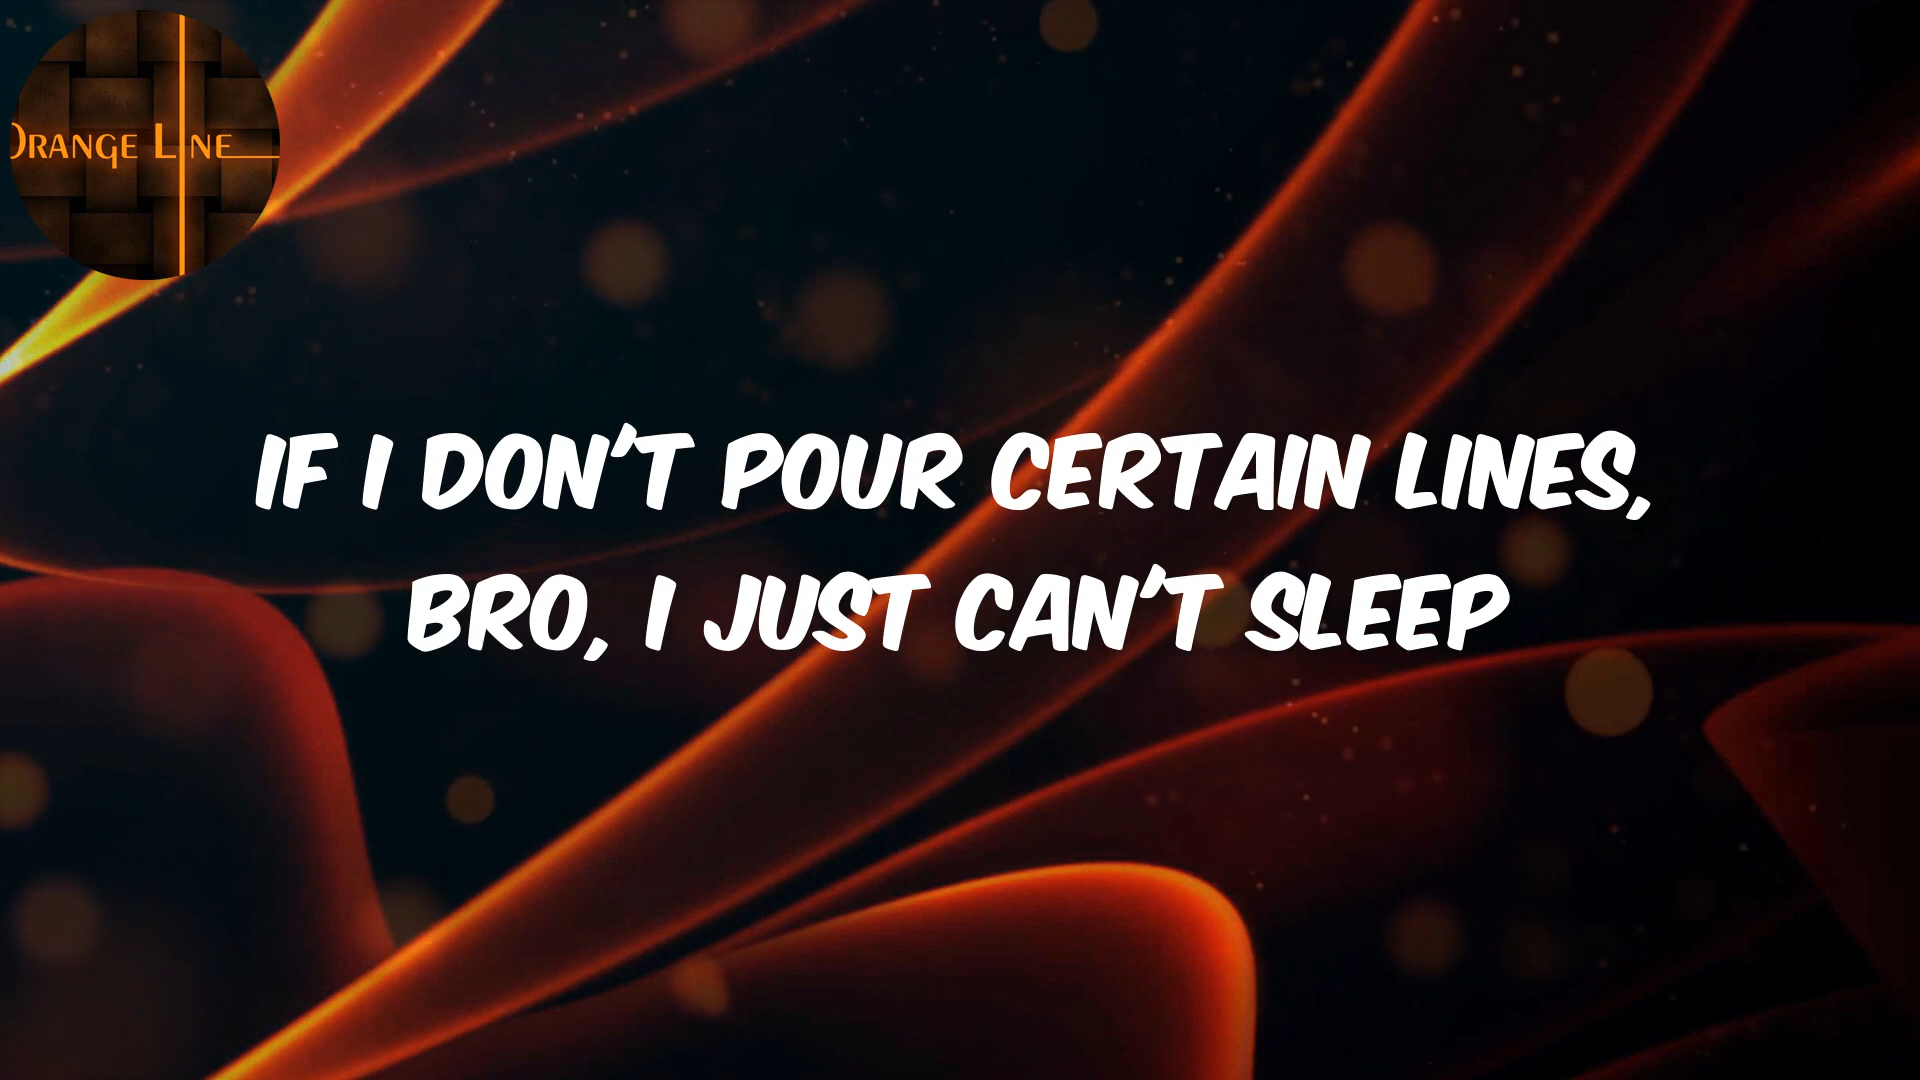 ORANGE LINE
IF I DON'T POUR CERTAIN LINES,
BRO, I JUST CAN'T SLEEP